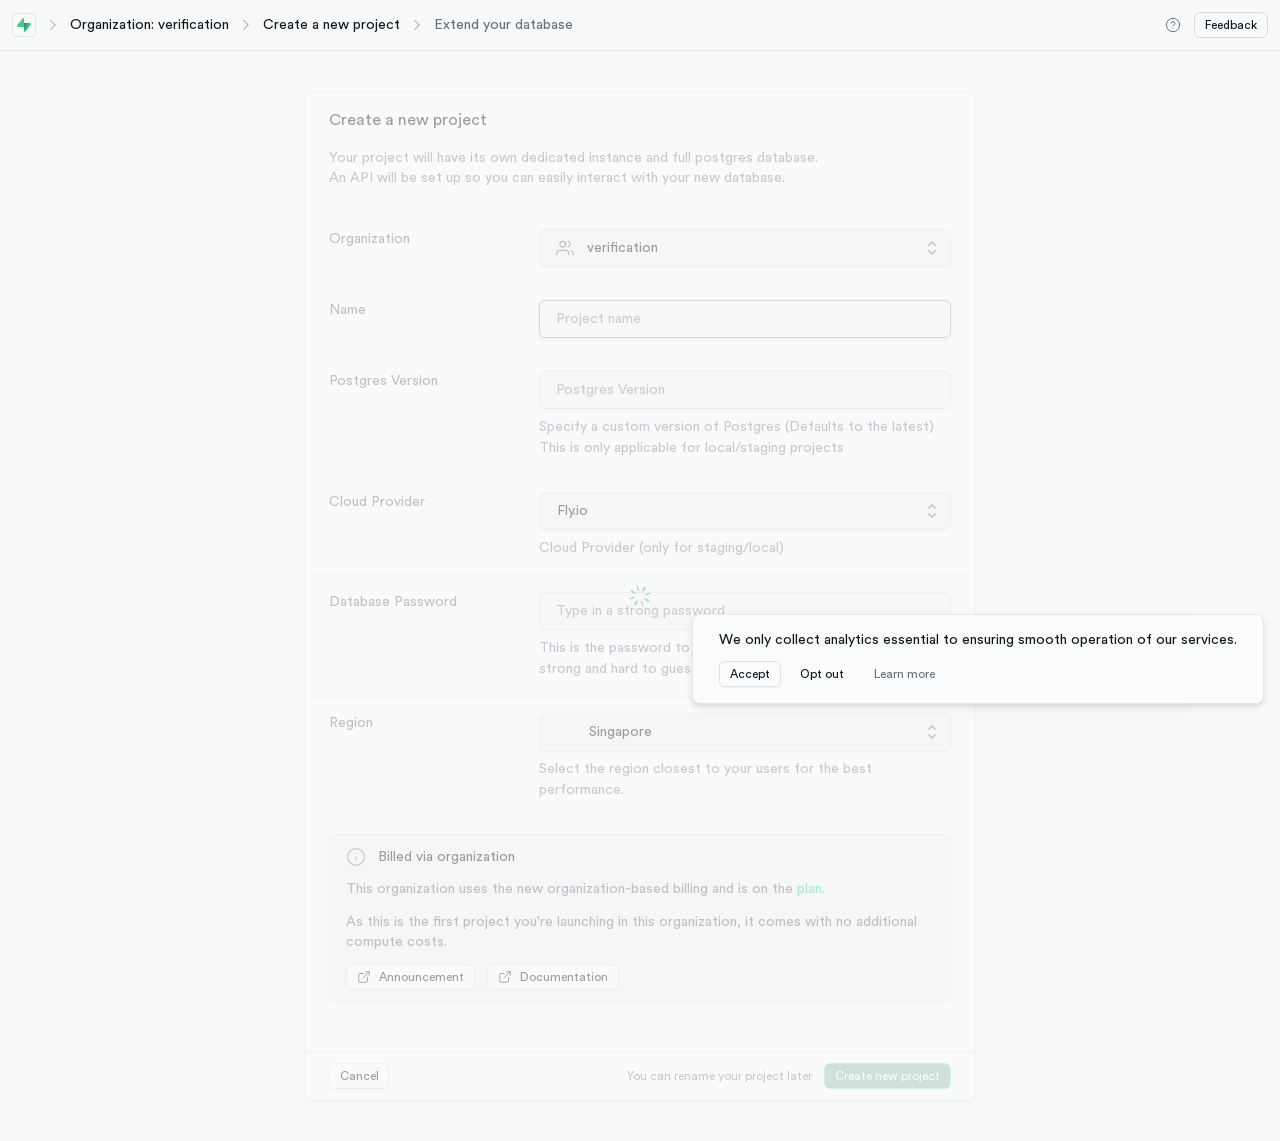 Organization: verification
Create a new project
Extend your database
Feedback
Create a new project
Your project will have its own dedicated instance and full postgres database.
An API will be set up so you can easily interact with your new database.
Organization
verification
Name
Project name
Postgres Version
Postgres Version
Specify a custom version of Postgres (Defaults to the latest)
This is only applicable for local/staging projects
Cloud Provider
Fly.io
Cloud Provider (only for staging/local)
Database Password
Type in a strong password
This is the password to
strong and hard to
We only collect analytics essential to ensuring smooth operation of our services.
Accept
Opt out
Learn more
Region
Singapore
Select the region closest to your users for the best
performance.
Billed via organization
This organization uses the new organization-based billing and is on the plan.
As this is the first project you're launching in this organization, it comes with no additional
compute costs.
Announcement
Documentation
Cancel
You can rename your project later
Create new project